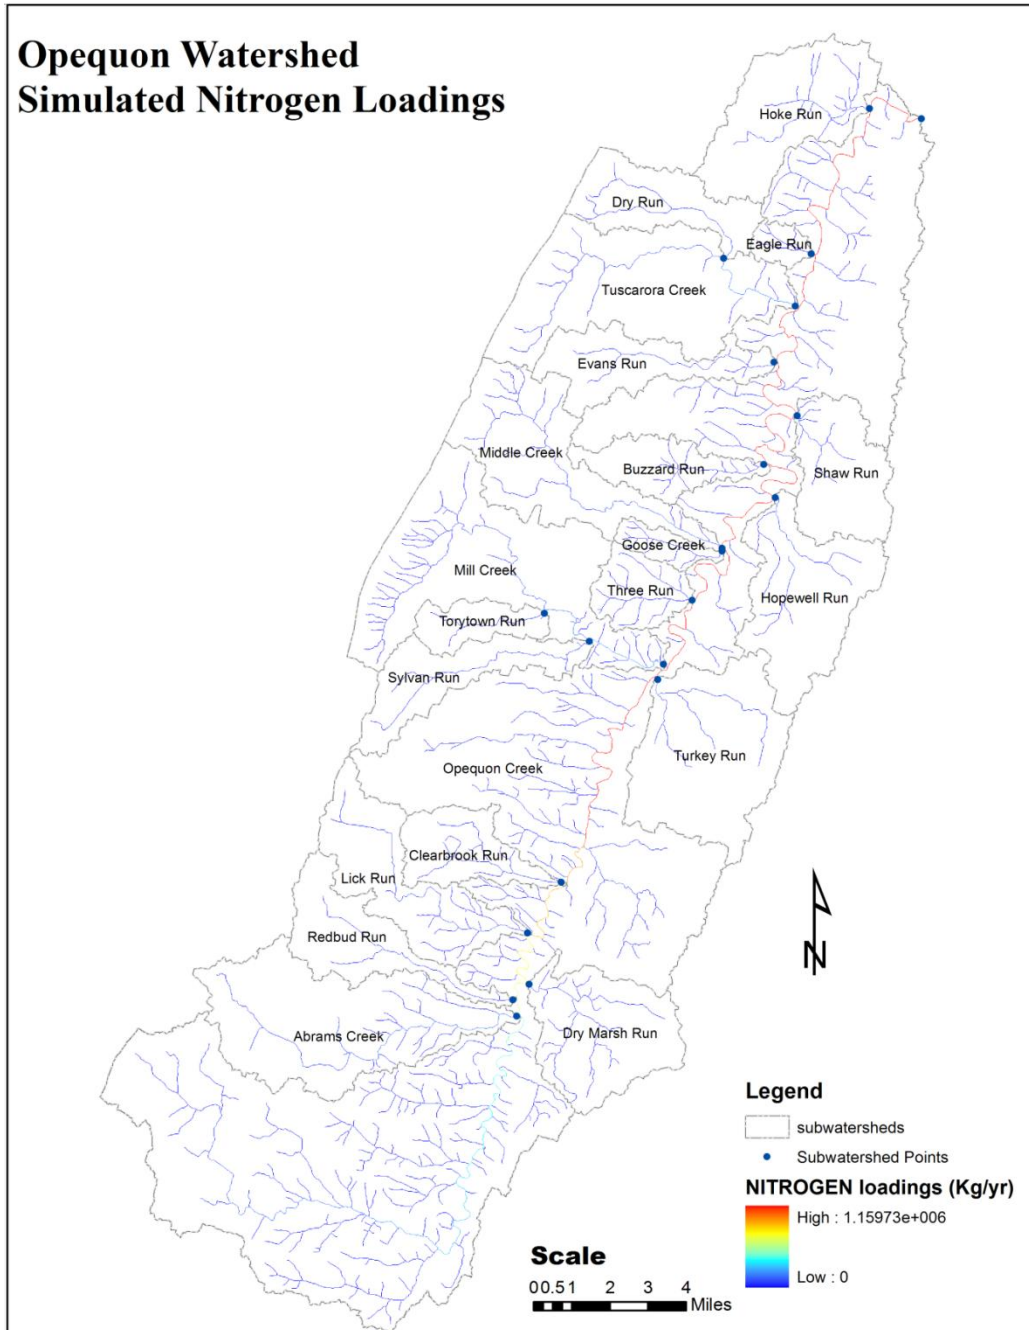 Opequon Watershed
Simulated Nitrogen Loadings
Hoke Run
Dry Run
Eagle Run
Tuscarora Creek
Evans Run
Middle Creek
Buzzard Run
Shaw Run
Goose Creek
Mill Creek
Three Run
Hopewell Run
Torytown Run
Sylvan Run
Turkey Run
Opequon Creek
Clearbrook Run
Lick Run
Redbud Run
N
Abrams Creek
Dry Marsh Run
Legend
subwatersheds
Subwatershed Points
NITROGEN loadings (Kg/yr)
High : 1.15973e+006
Low : 0
Scale
00.51 2 3 4
Miles